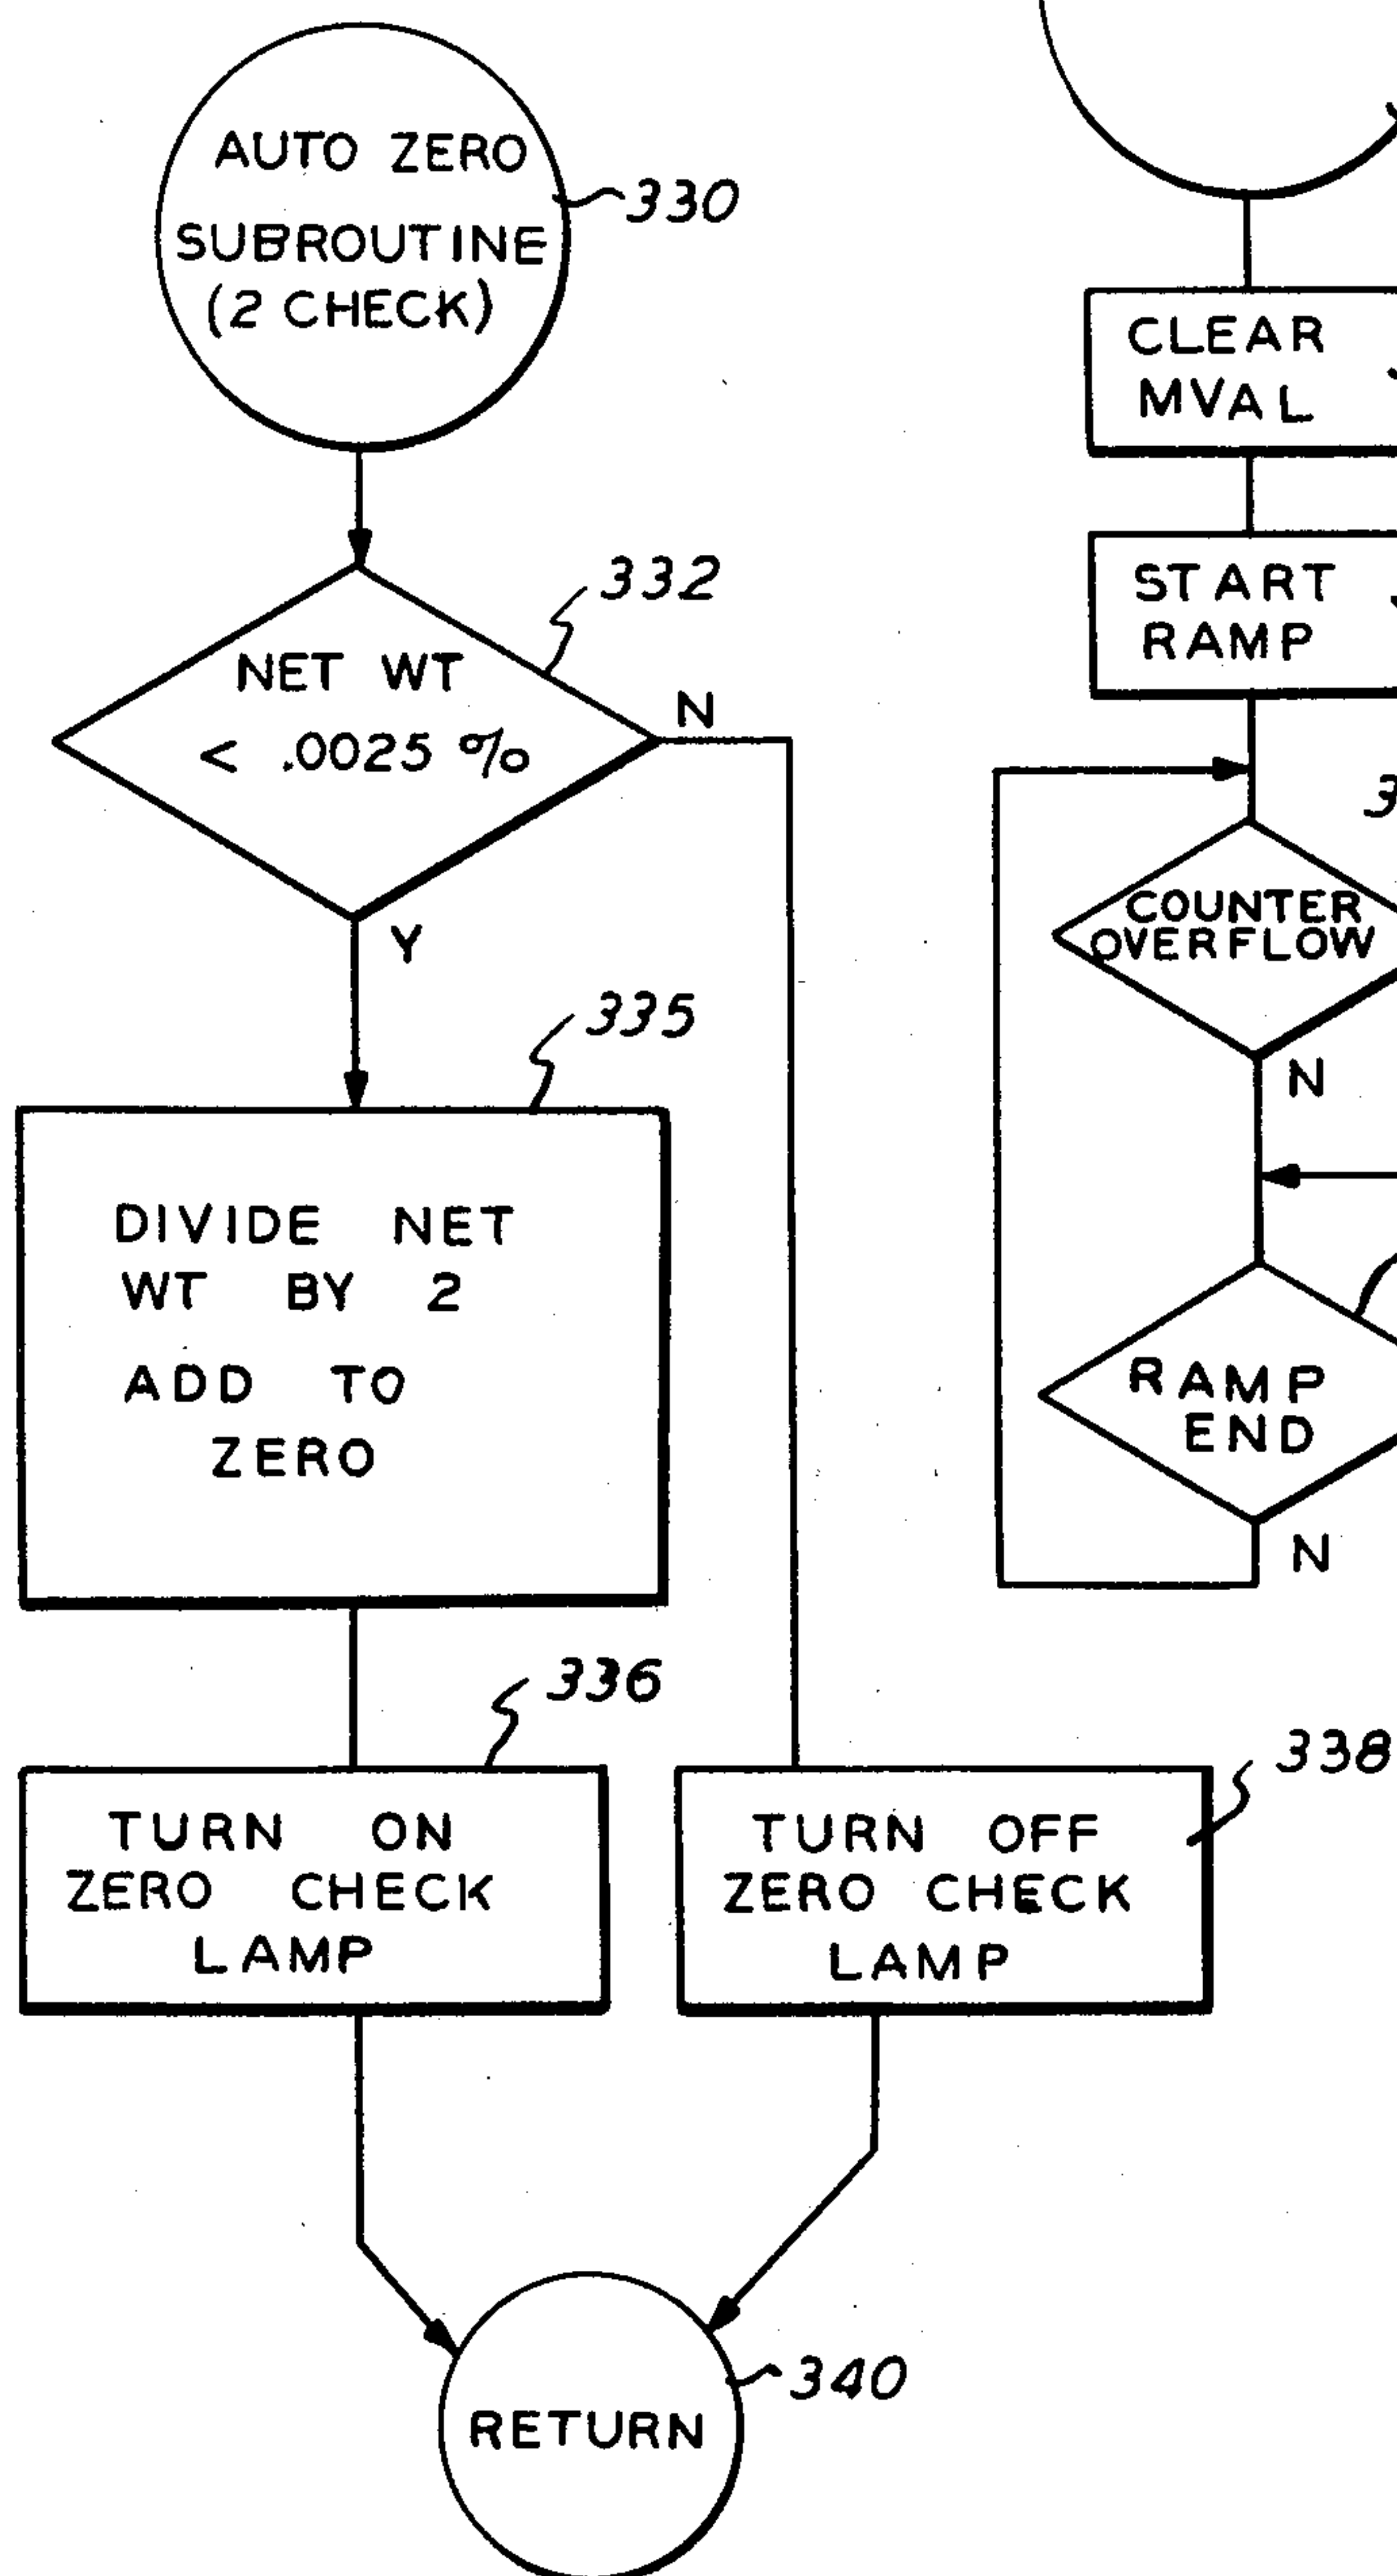 AUTO ZERO
SUBROUTINE
(2 CHECK)
330
332
NET WT
< .0025 %
N
Y
335
DIVIDE NET
WT BY 2
ADD TO
ZERO
336
TURN ON
ZERO CHECK
LAMP
338
TURN OFF
ZERO CHECK
LAMP
RETURN
340
CLEAR
MVAL
START
RAMP
3
COUNTER
OVERFLOW
N
RAMP
END
N